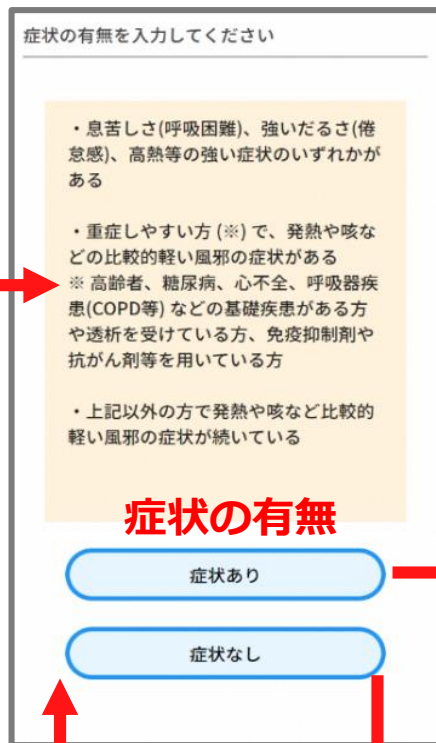 症状の有無を入力してください
・息苦しさ(呼吸困難)、強いだるさ(倦
怠感)、高熱等の強い症状のいずれかが
ある
・重症しやすい方 (※) で、発熱や咳な
どの比較的軽い風邪の症状がある
※ 高齢者、糖尿病、心不全、呼吸器疾
患(COPD等) などの基礎疾患がある方
や透析を受けている方、免疫抑制剤や
抗がん剤等を用いている方
・上記以外の方で発熱や咳など比較的
軽い風邪の症状が続いている
症状の有無
症状あり
症状なし